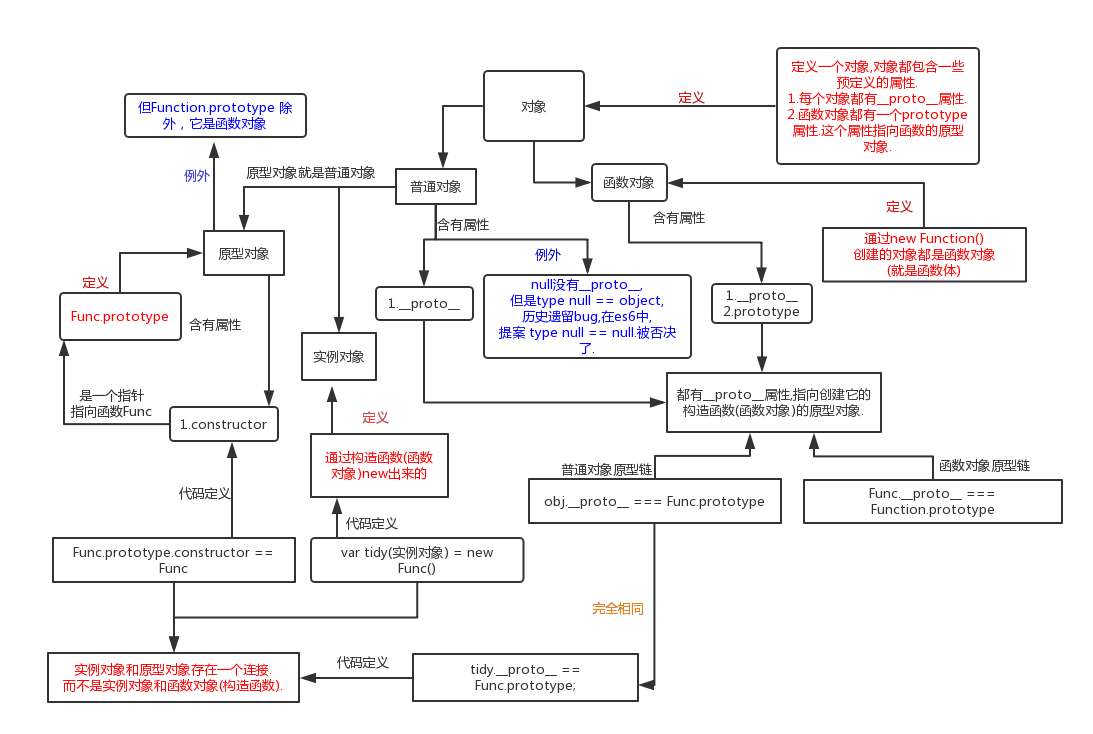 定义一个对象,对象都包含一些
预定义的属性.
1.每个对象都有__proto__属性.
2.函数对象都有一个prototype
属性.这个属性指向函数的原型
对象.
定义
对象
但Function.prototype 除
外，它是函数对象
例外
原型对象就是普通对象
普通对象
函数对象
含有属性
含有属性
定义
通过new Function()
创建的对象都是函数对象
(就是函数体)
原型对象
例外
定义
Func.prototype
含有属性
1.__proto__
null没有__proto__,
但是type null == object,
历史遗留bug,在es6中,
提案 type null == null.被否决
了.
1.__proto__
2.prototype
实例对象
是一个指针
指向函数Func
1.constructor
定义
都有__proto__属性,指向创建它的
构造函数(函数对象)的原型对象.
通过构造函数(函数
对象)new出来的
普通对象原型链
函数对象原型链
obj.__proto__ === Func.prototype
Func.__proto__ ===
Function.prototype
代码定义
代码定义
Func.prototype.constructor ==
Func
var tidy(实例对象) = new
Func()
完全相同
实例对象和原型对象存在一个连接.
而不是实例对象和函数对象(构造函数).
代码定义
tidy.__proto__ ==
Func.prototype;